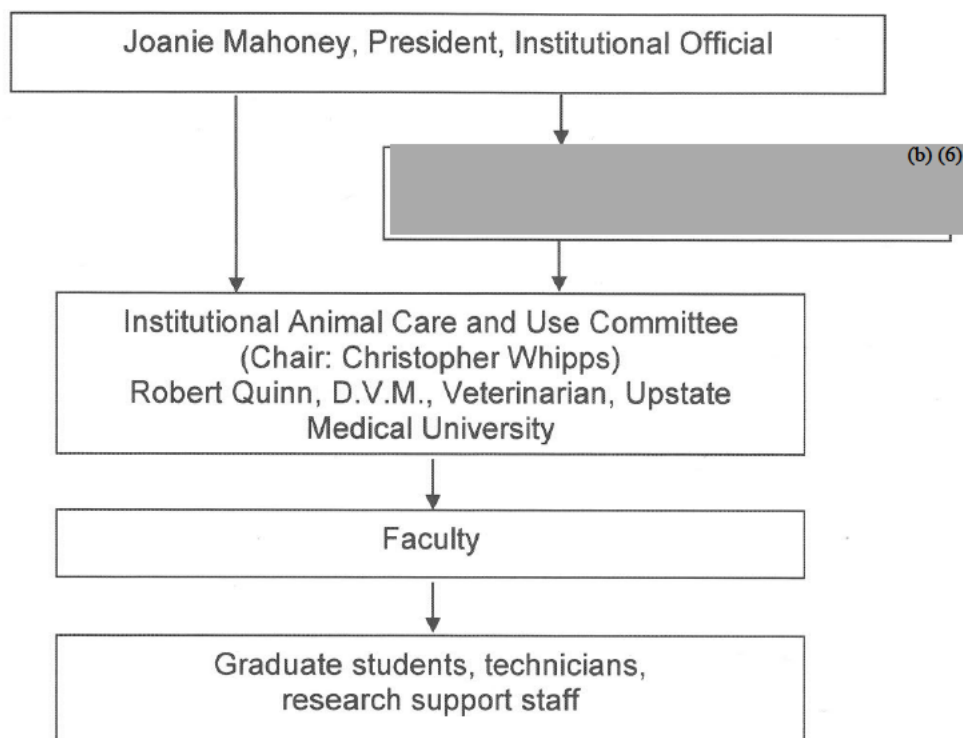 Joanie Mahoney, President, Institutional Official
(b) (6)
Institutional Animal Care and Use Committee
(Chair: Christopher Whipps)
Robert Quinn, D.V.M., Veterinarian, Upstate
Medical University
Faculty
Graduate students, technicians,
research support staff